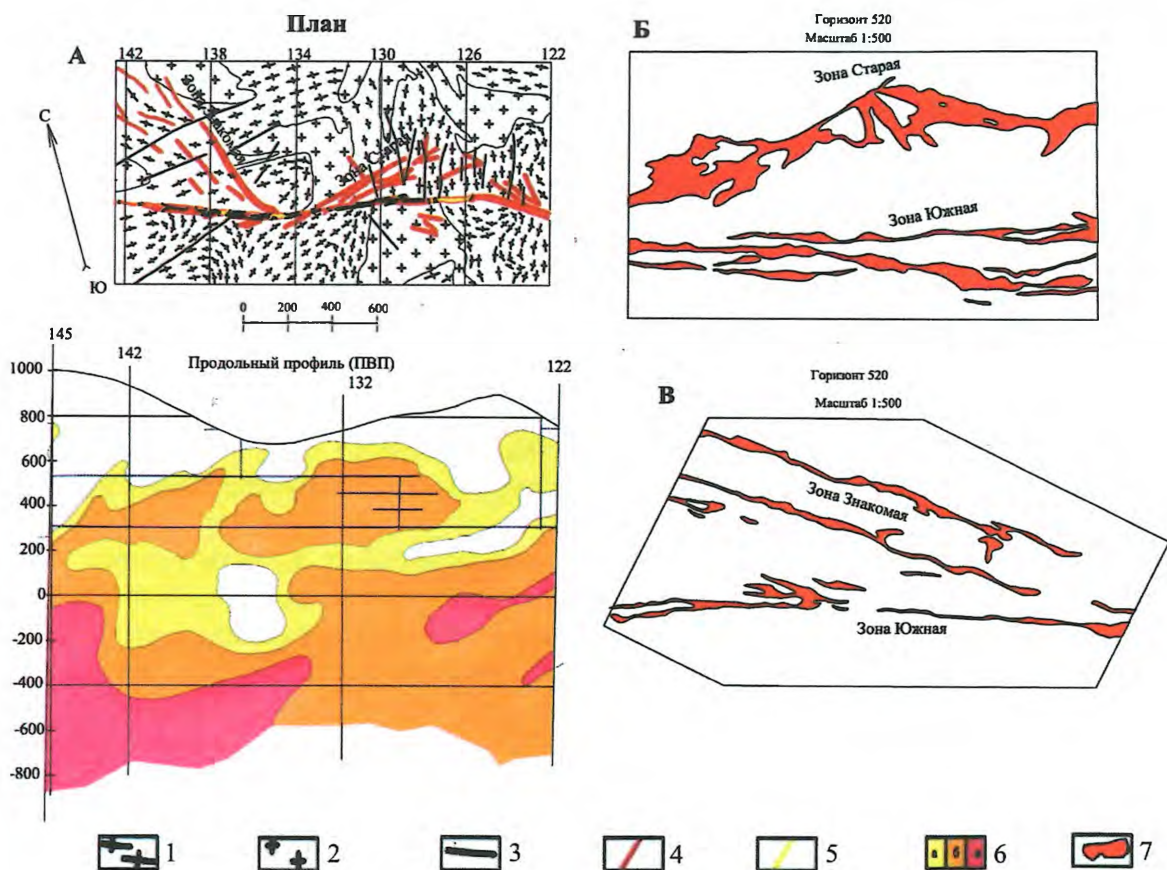 План
А
142 138 134 130 126 122
С
Зона Знакомая
Зона Старая
Ю
0 200 400 600
Б
Горизонт 520
Масштаб 1:500
Зона Старая
Зона Южная
145
142
Продольный профиль (ПВП)
132
122
1000
800
600
400
200
0
-200
-400
-600
-800
В
Горизонт 520
Масштаб 1:500
Зона Знакомая
Зона Южная
1 2 3 4 5 а б в 6 7